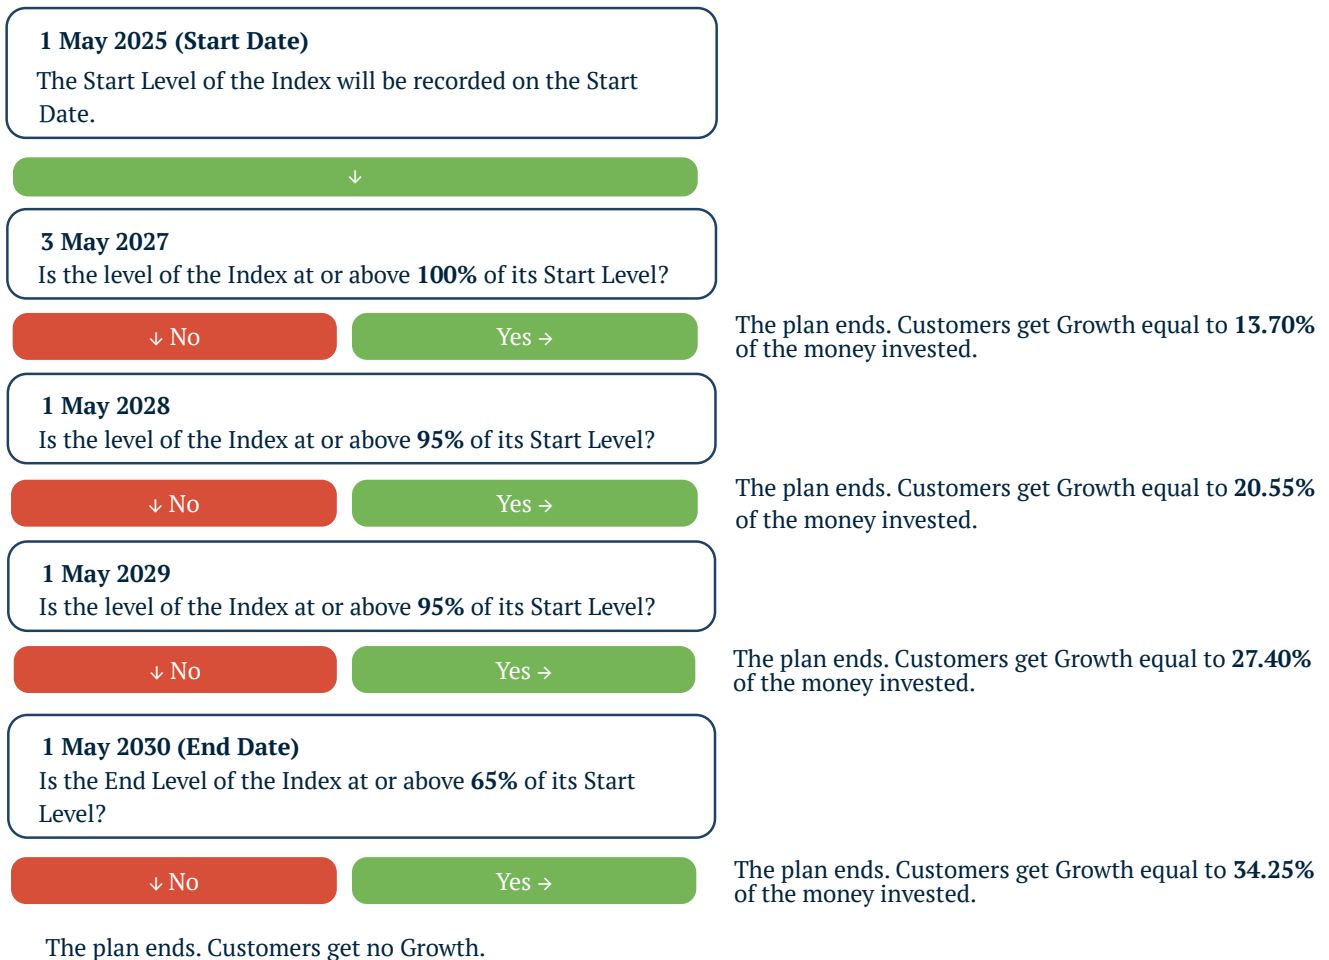 1 May 2025 (Start Date)
The Start Level of the Index will be recorded on the Start
Date.
↓
3 May 2027
Is the level of the Index at or above 100% of its Start Level?
↓ No
Yes →
The plan ends. Customers get Growth equal to 13.70%
of the money invested.
1 May 2028
Is the level of the Index at or above 95% of its Start Level?
↓ No
Yes →
The plan ends. Customers get Growth equal to 20.55%
of the money invested.
1 May 2029
Is the level of the Index at or above 95% of its Start Level?
↓ No
Yes →
The plan ends. Customers get Growth equal to 27.40%
of the money invested.
1 May 2030 (End Date)
Is the End Level of the Index at or above 65% of its Start
Level?
↓ No
Yes →
The plan ends. Customers get Growth equal to 34.25%
of the money invested.
The plan ends. Customers get no Growth.